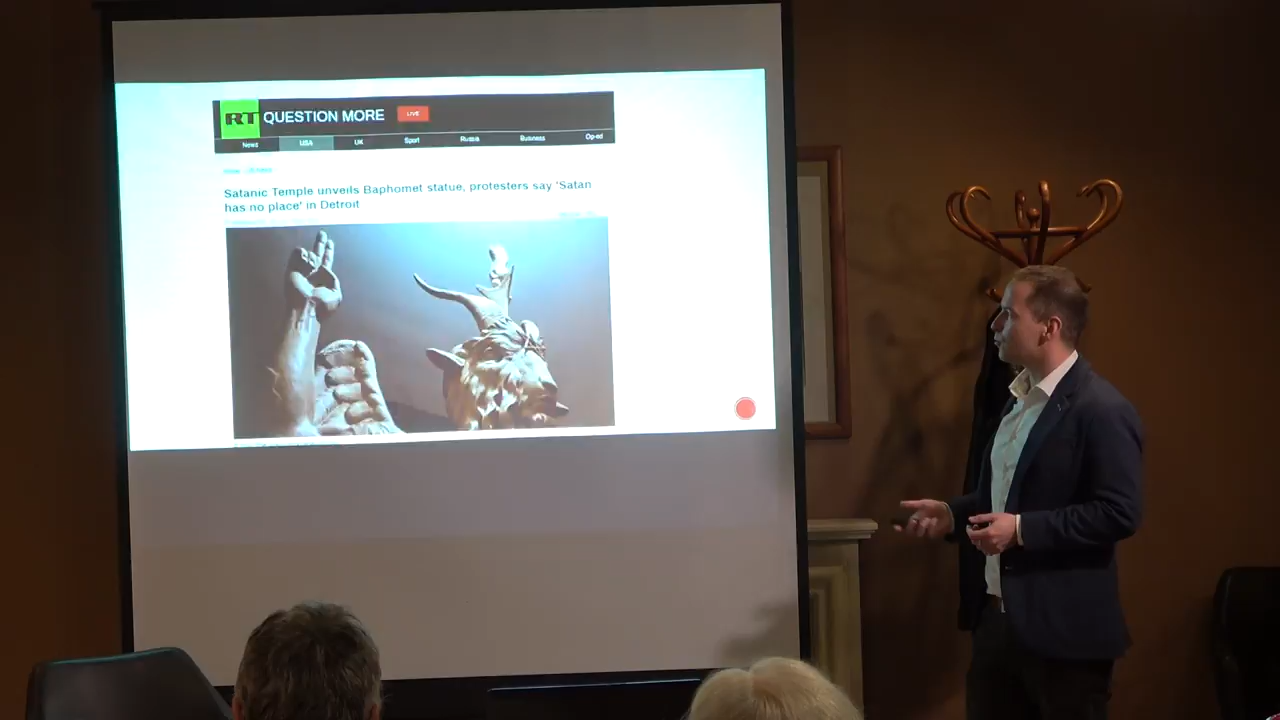 RT QUESTION MORE LIVE
News USA UK Sport Russia Business Op-ed
Satanic Temple unveils Baphomet statue, protesters say 'Satan
has no place' in Detroit